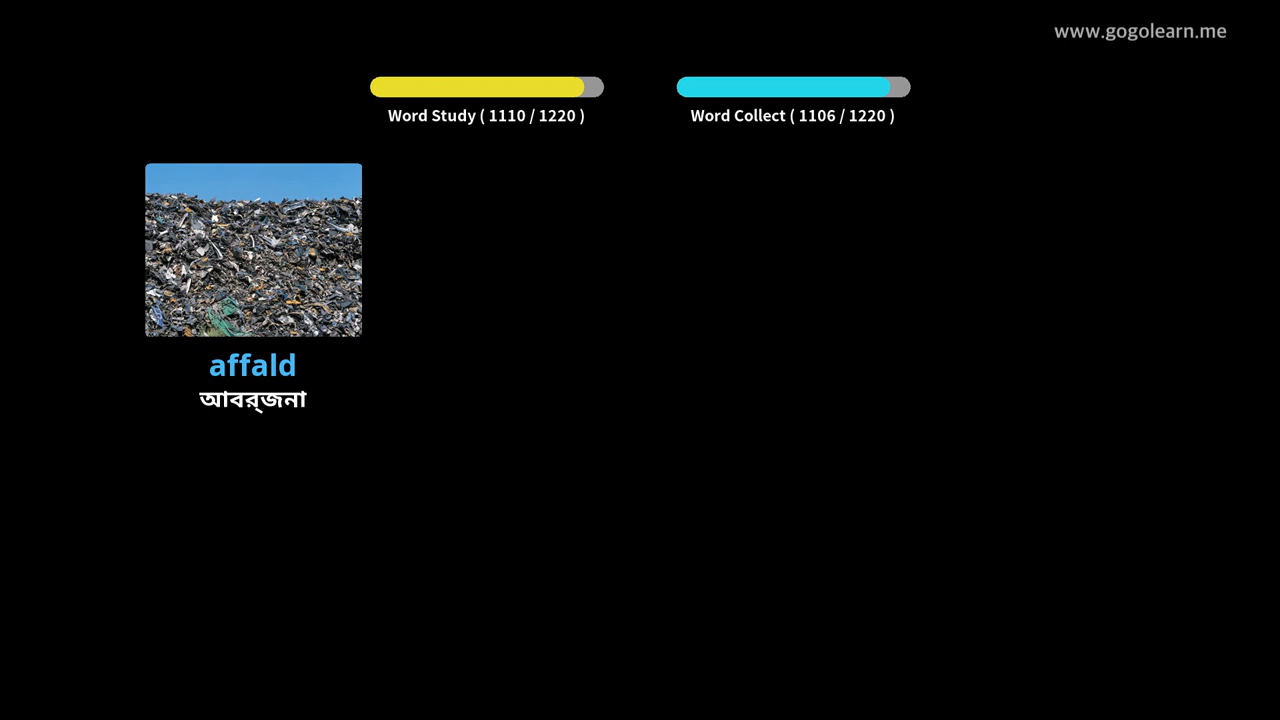 www.gogolearn.me
Word Study ( 1110 / 1220 )
Word Collect ( 1106 / 1220 )
affald
আবর্জনা